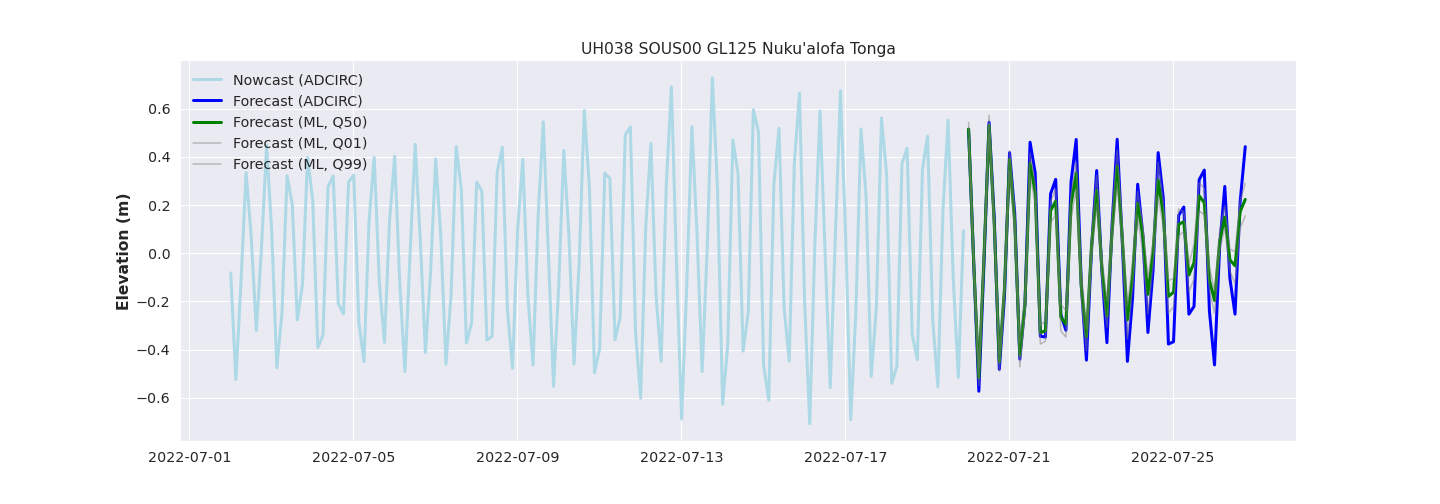 UH038 SOUS00 GL125 Nuku'alofa Tonga
Nowcast (ADCIRC)
Forecast (ADCIRC)
Forecast (ML, Q50)
Forecast (ML, Q01)
Forecast (ML, Q99)
Elevation (m)
0.6
0.4
0.2
0.0
−0.2
−0.4
−0.6
2022-07-01 2022-07-05 2022-07-09 2022-07-13 2022-07-17 2022-07-21 2022-07-25